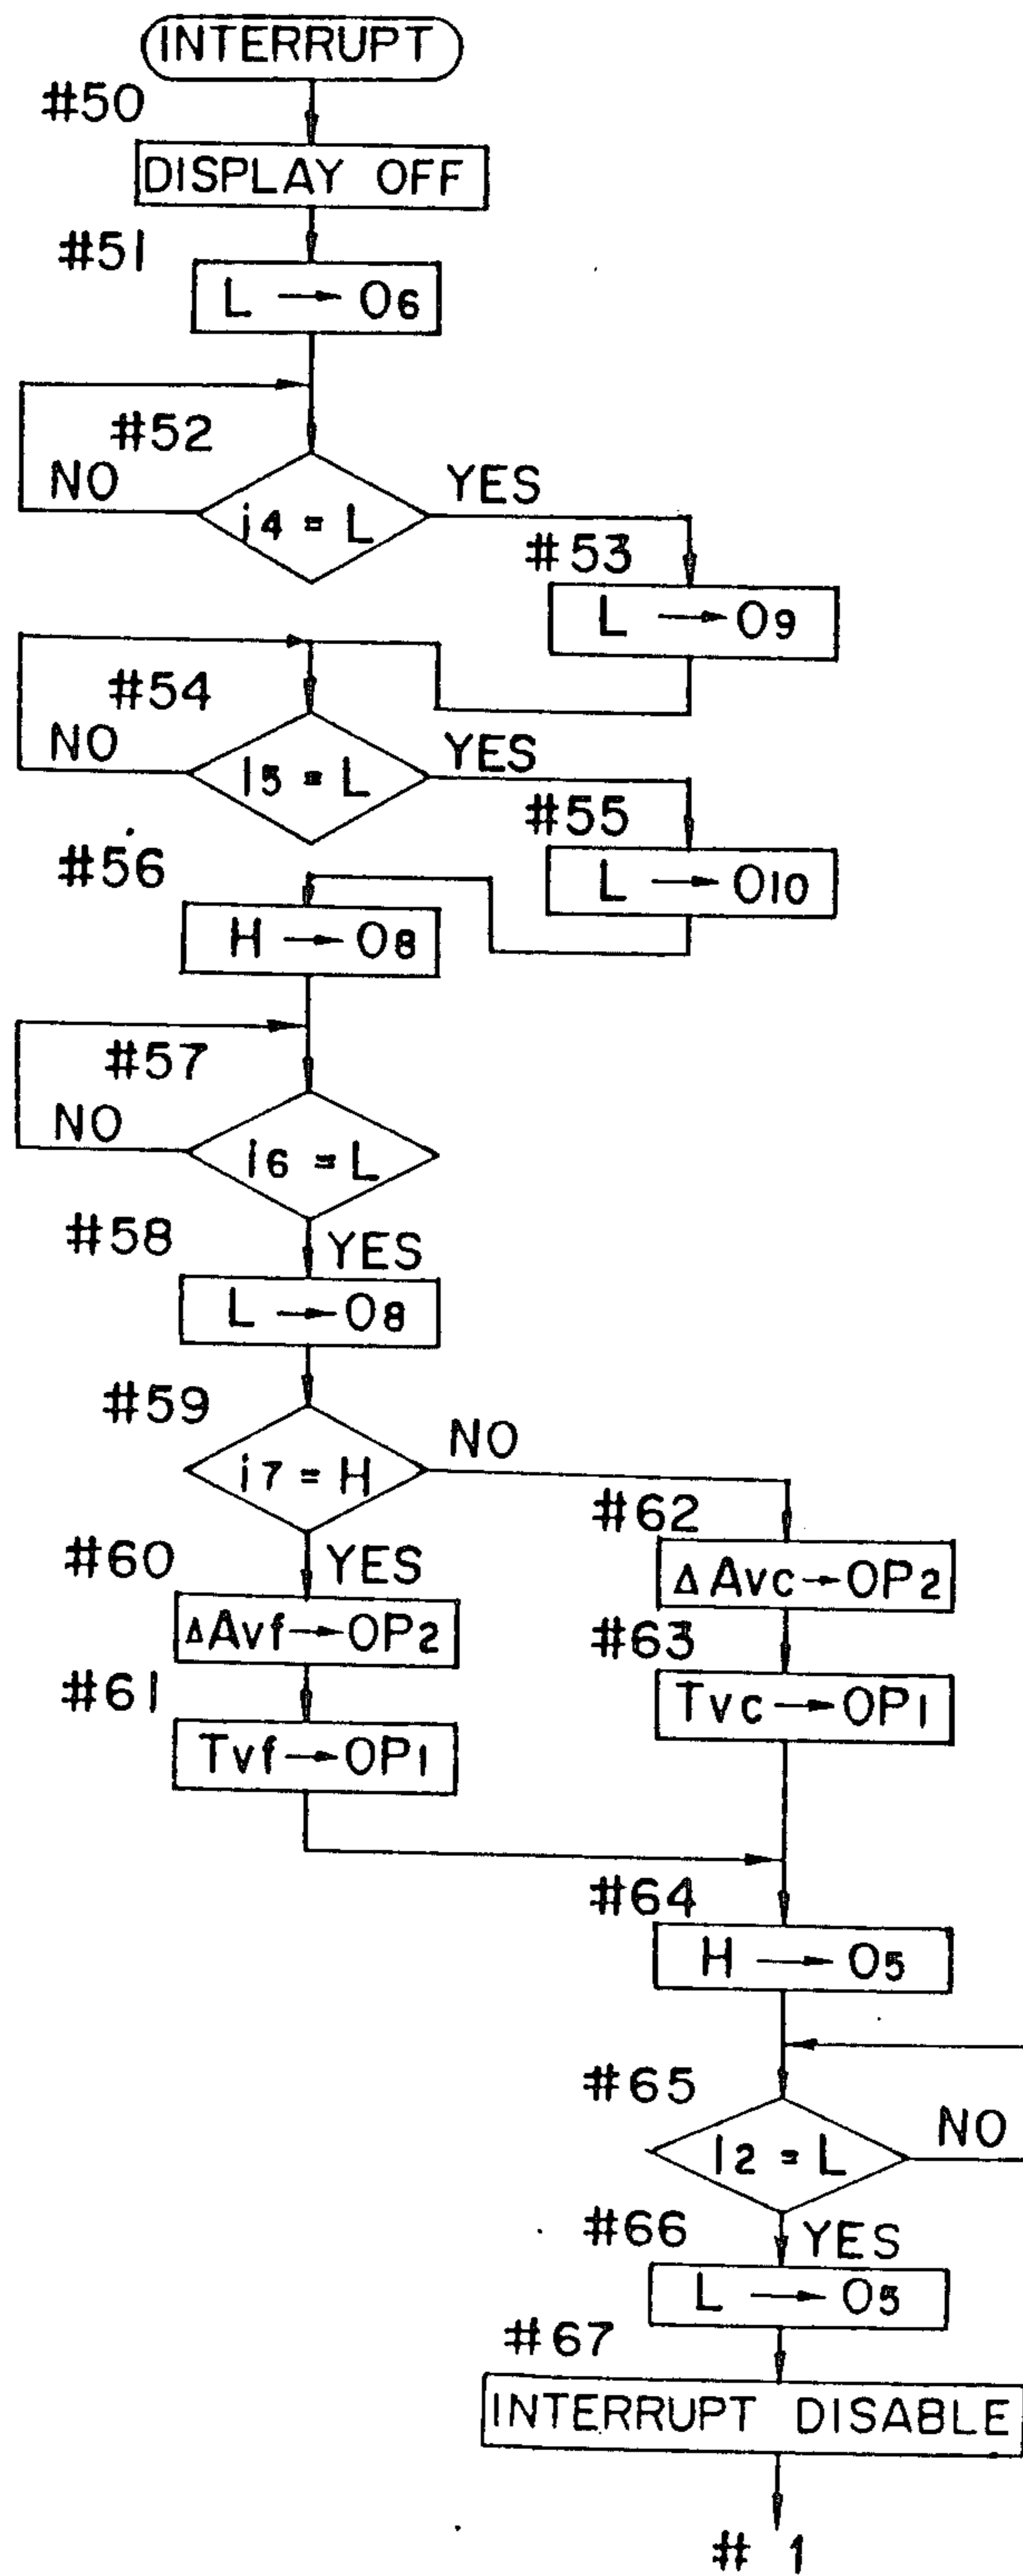 INTERRUPT
#50
DISPLAY OFF
#51
L → O6
#52
NO
YES
i4 = L
#53
L → O9
#54
NO
YES
i5 = L
#55
L → O10
#56
H → O8
#57
NO
i6 = L
#58
YES
L → O8
#59
NO
i7 = H
#62
#60
YES
ΔAvc → OP2
ΔAvf → OP2
#63
#61
Tvc → OP1
Tvf → OP1
#64
H → O5
#65
NO
i2 = L
#66
YES
L → O5
#67
INTERRUPT DISABLE
# 1